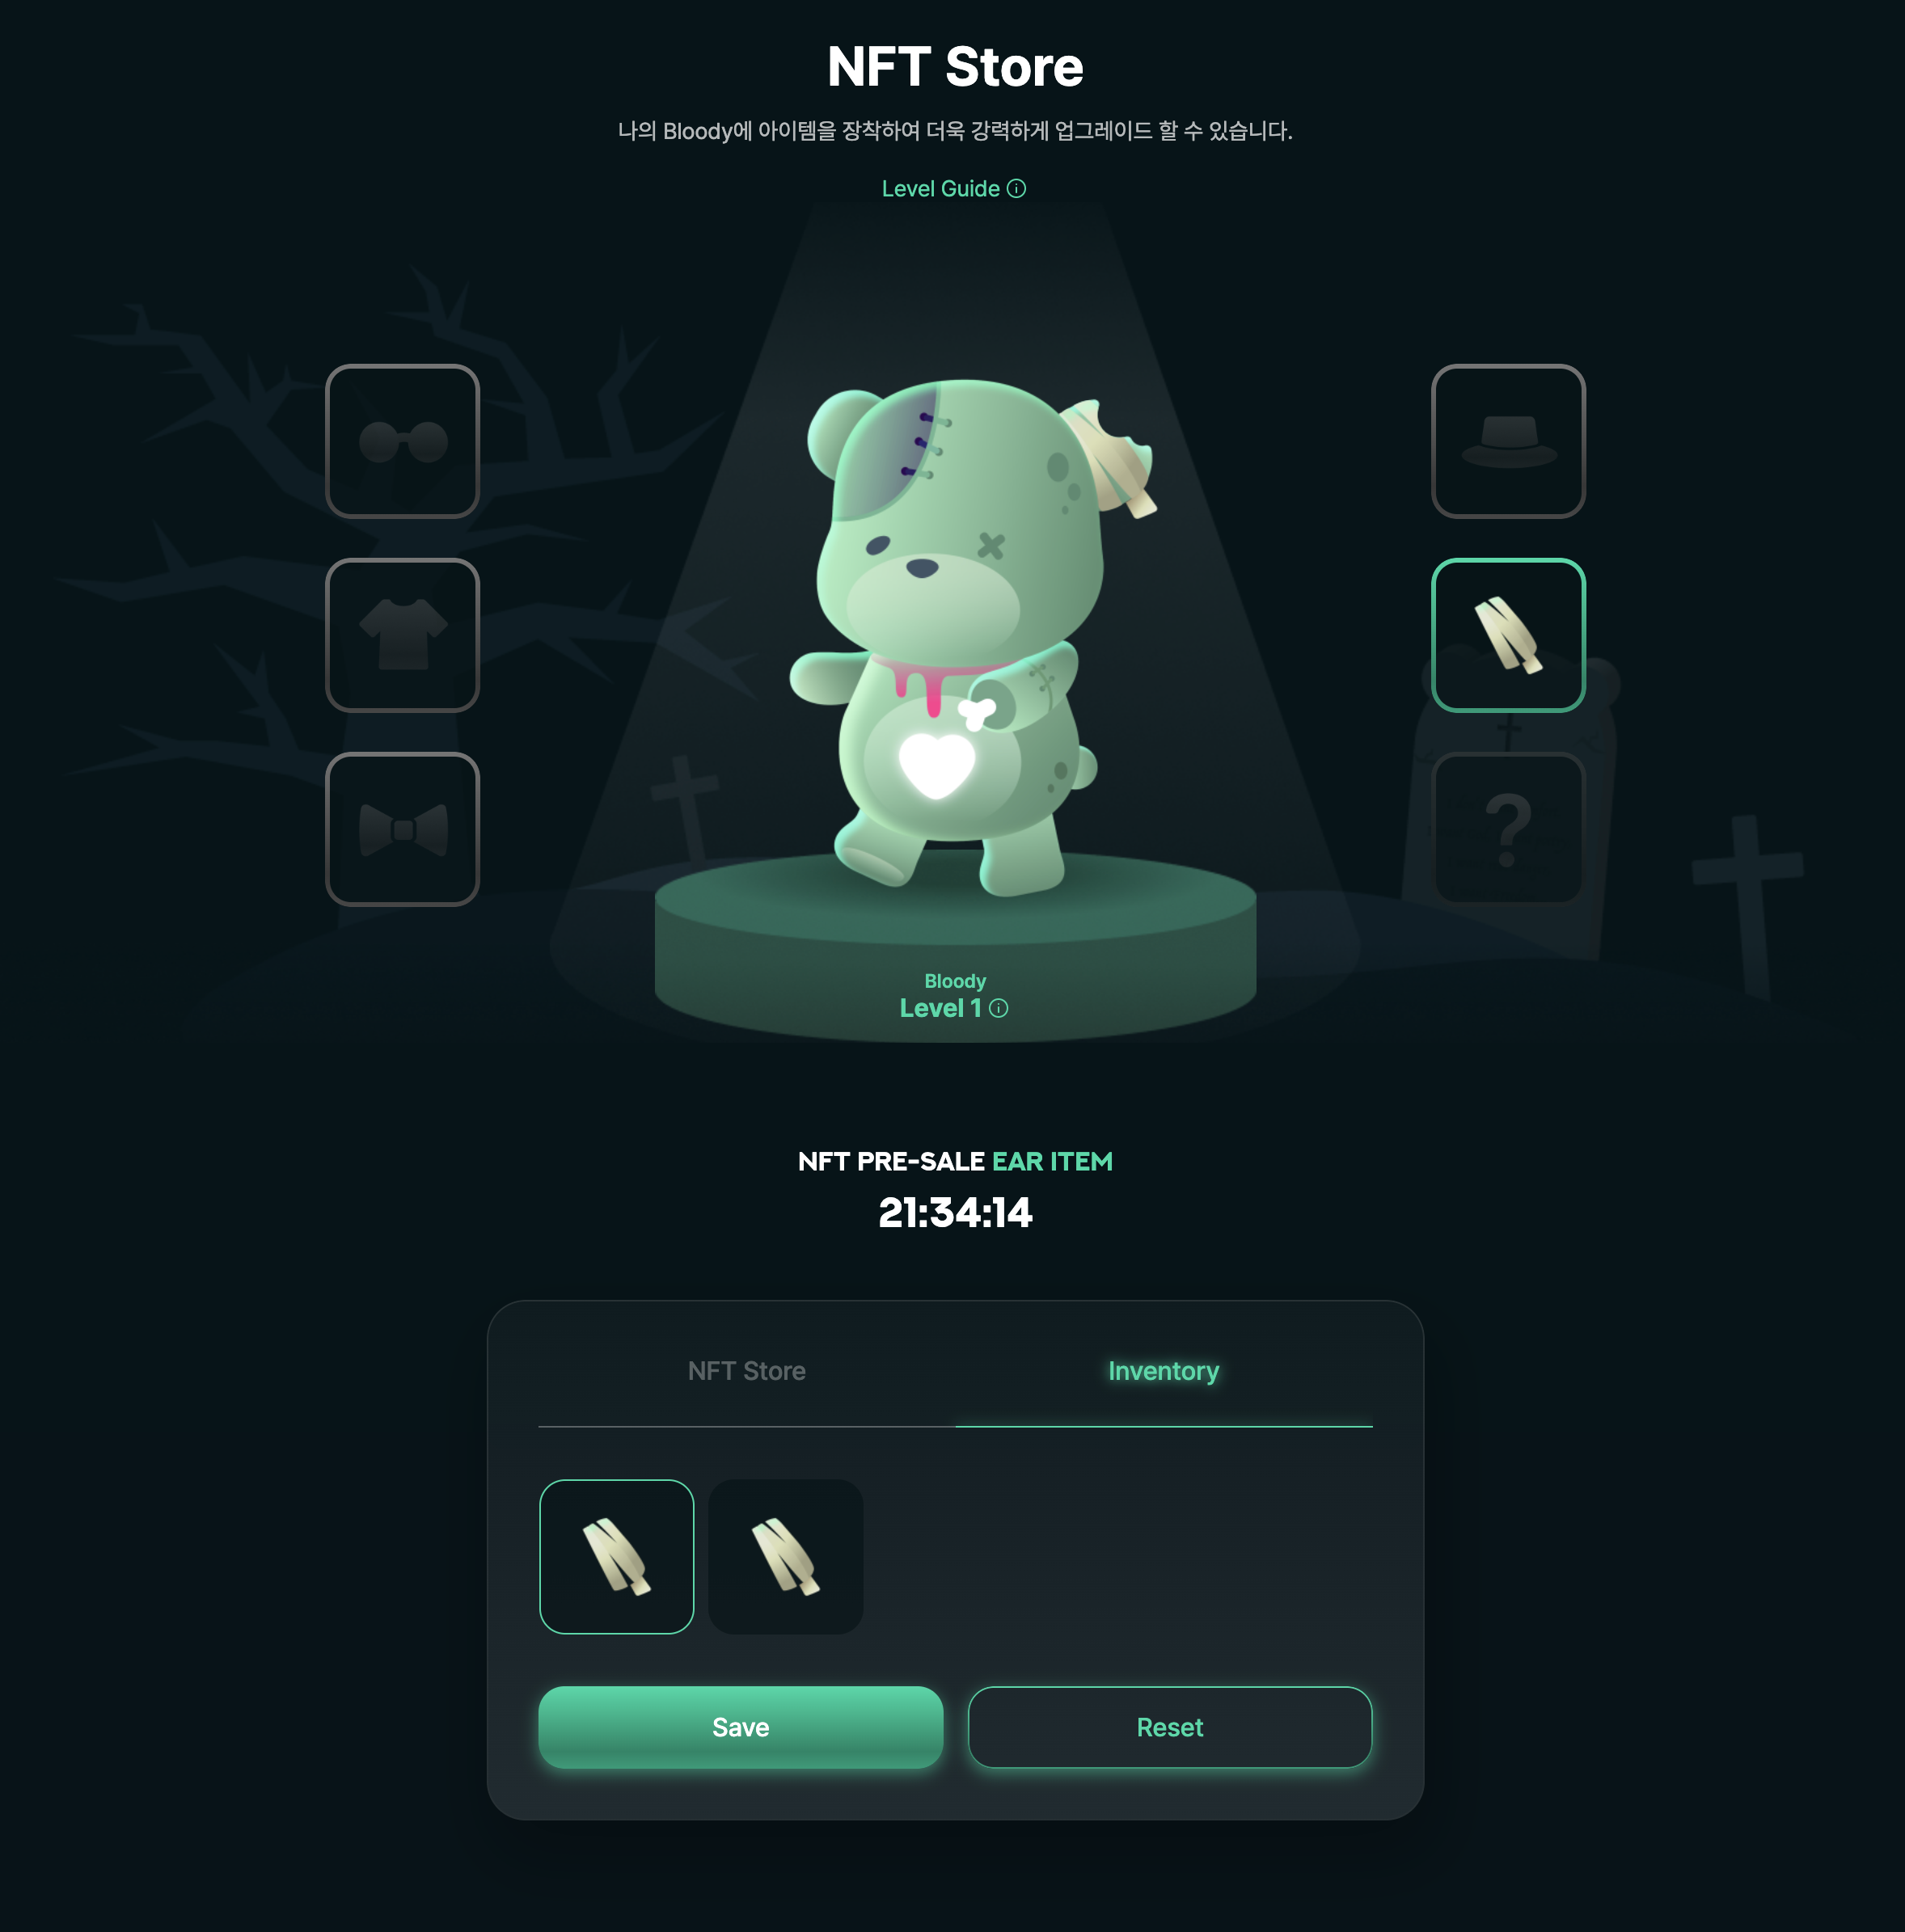 NFT Store
나의 Bloody에 아이템을 장착하여 더욱 강력하게 업그레이드 할 수 있습니다.
Level Guide
?
Bloody
Level 1
NFT PRE-SALE EAR ITEM
21:34:14
NFT Store
Inventory
Save
Reset